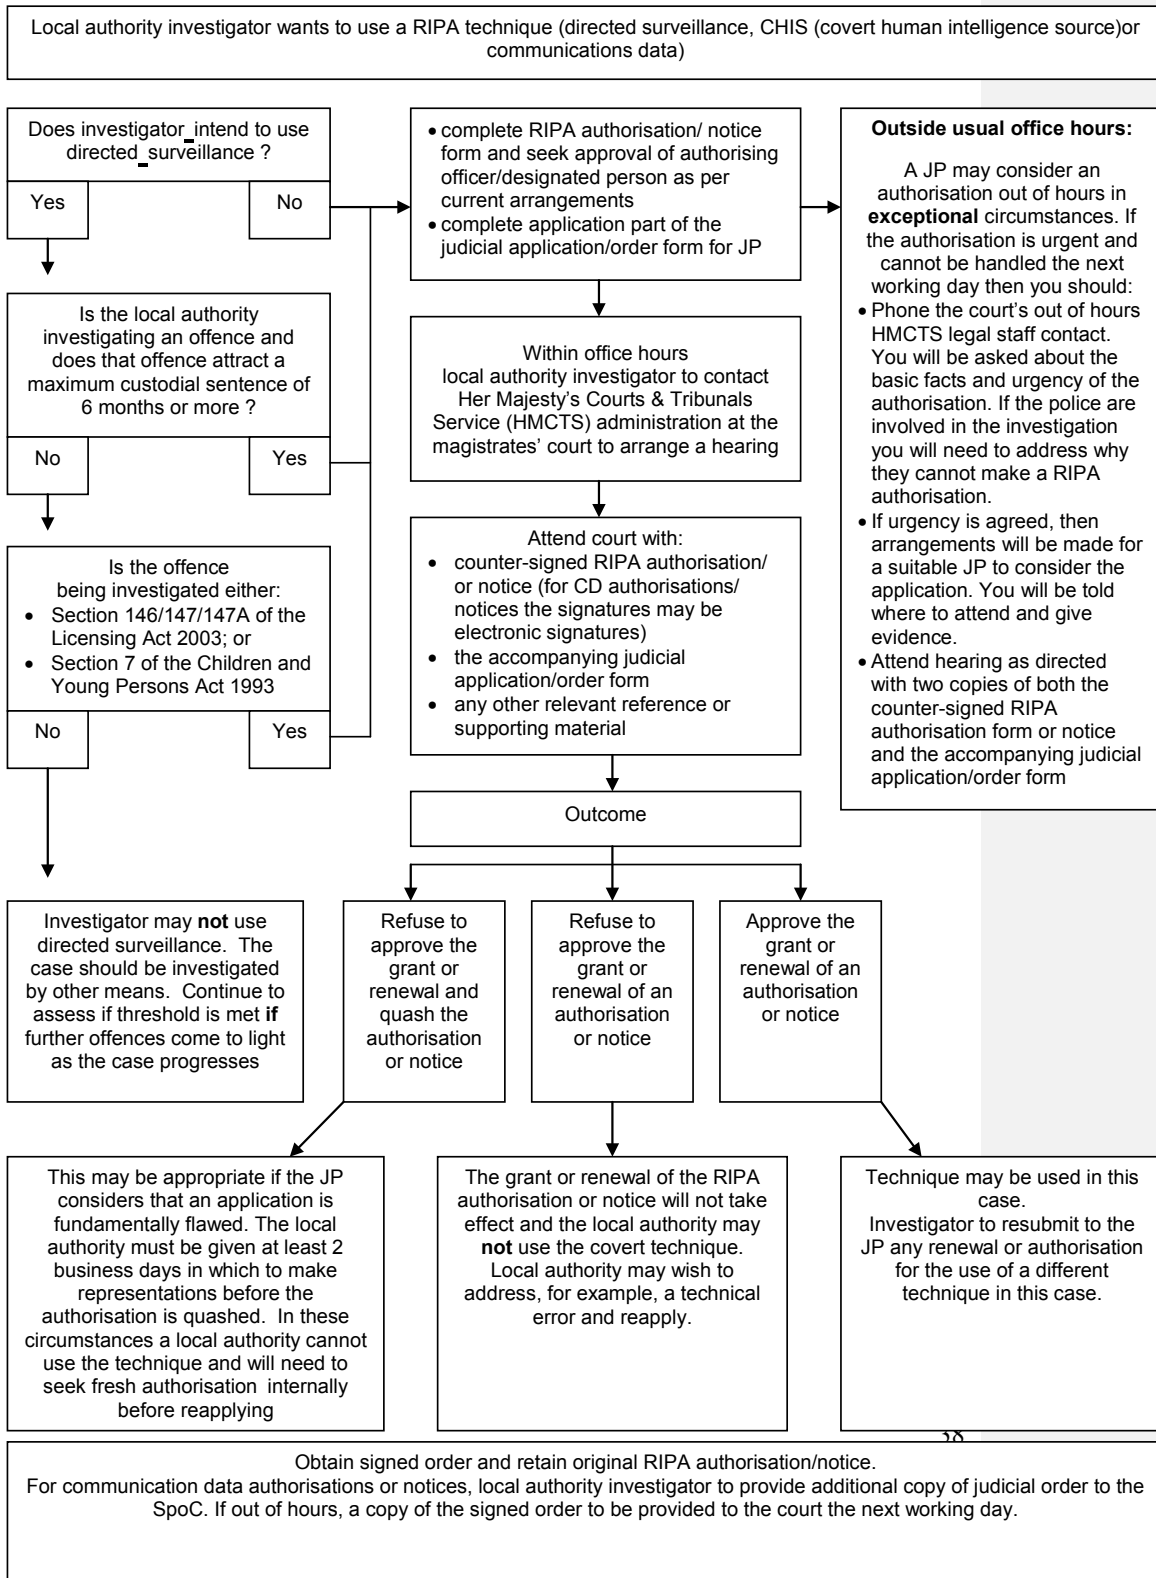 Local authority investigator wants to use a RIPA technique (directed surveillance, CHIS (covert human intelligence source)or
communications data)
Does investigator intend to use
directed surveillance ?
Yes
No
Is the local authority
investigating an offence and
does that offence attract a
maximum custodial sentence of
6 months or more ?
No
Yes
Is the offence
being investigated either:
• Section 146/147/147A of the
Licensing Act 2003; or
• Section 7 of the Children and
Young Persons Act 1993
No
Yes
• complete RIPA authorisation/ notice
form and seek approval of authorising
officer/designated person as per
current arrangements
• complete application part of the
judicial application/order form for JP
Within office hours
local authority investigator to contact
Her Majesty’s Courts & Tribunals
Service (HMCTS) administration at the
magistrates’ court to arrange a hearing
Attend court with:
• counter-signed RIPA authorisation/
or notice (for CD authorisations/
notices the signatures may be
electronic signatures)
• the accompanying judicial
application/order form
• any other relevant reference or
supporting material
Outcome
Outside usual office hours:
A JP may consider an
authorisation out of hours in
exceptional circumstances. If
the authorisation is urgent and
cannot be handled the next
working day then you should:
• Phone the court’s out of hours
HMCTS legal staff contact.
You will be asked about the
basic facts and urgency of the
authorisation. If the police are
involved in the investigation
you will need to address why
they cannot make a RIPA
authorisation.
• If urgency is agreed, then
arrangements will be made for
a suitable JP to consider the
application. You will be told
where to attend and give
evidence.
• Attend hearing as directed
with two copies of both the
counter-signed RIPA
authorisation form or notice
and the accompanying judicial
application/order form
Investigator may not use
directed surveillance. The
case should be investigated
by other means. Continue to
assess if threshold is met if
further offences come to light
as the case progresses
Refuse to
approve the
grant or
renewal and
quash the
authorisation
or notice
Refuse to
approve the
grant or
renewal of an
authorisation
or notice
Approve the
grant or
renewal of an
authorisation
or notice
This may be appropriate if the JP
considers that an application is
fundamentally flawed. The local
authority must be given at least 2
business days in which to make
representations before the
authorisation is quashed. In these
circumstances a local authority cannot
use the technique and will need to
seek fresh authorisation internally
before reapplying
The grant or renewal of the RIPA
authorisation or notice will not take
effect and the local authority may
not use the covert technique.
Local authority may wish to
address, for example, a technical
error and reapply.
Technique may be used in this
case.
Investigator to resubmit to the
JP any renewal or authorisation
for the use of a different
technique in this case.
38
Obtain signed order and retain original RIPA authorisation/notice.
For communication data authorisations or notices, local authority investigator to provide additional copy of judicial order to the
SpoC. If out of hours, a copy of the signed order to be provided to the court the next working day.